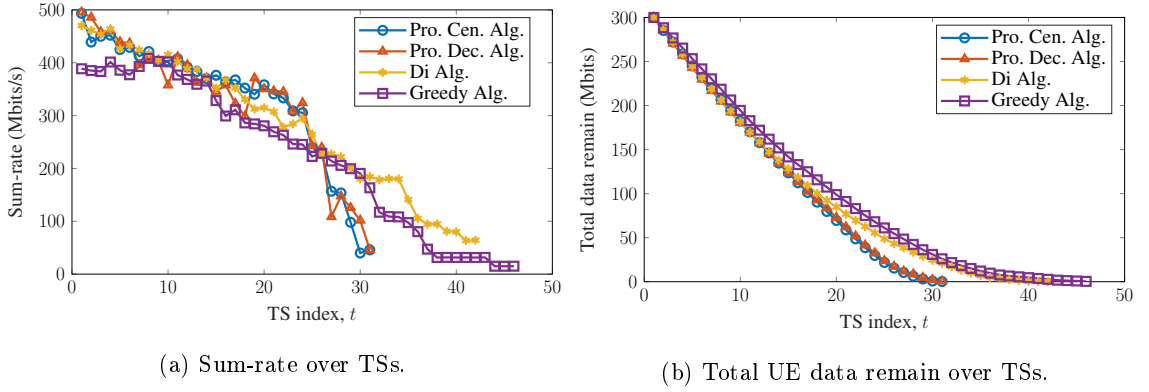 500
400
300
200
100
0
0
10
20
30
40
50
Sum-rate (Mbits/s)
TS index, t
Pro. Cen. Alg.
Pro. Dec. Alg.
Di Alg.
Greedy Alg.
(a) Sum-rate over TSs.
300
250
200
150
100
50
0
0
10
20
30
40
50
Total data remain (Mbits)
TS index, t
Pro. Cen. Alg.
Pro. Dec. Alg.
Di Alg.
Greedy Alg.
(b) Total UE data remain over TSs.